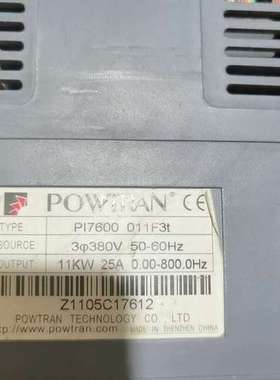 POWTRAN® CE
TYPE PI7600 011F3t
SOURCE 3φ380V 50-60Hz
OUTPUT 11KW 25A 0.00-800.0Hz
Z1105C17612
POWTRAN TECHNOLOGY CO., LTD.
http://www.powtran.com MADE IN SHENZHEN CHINA